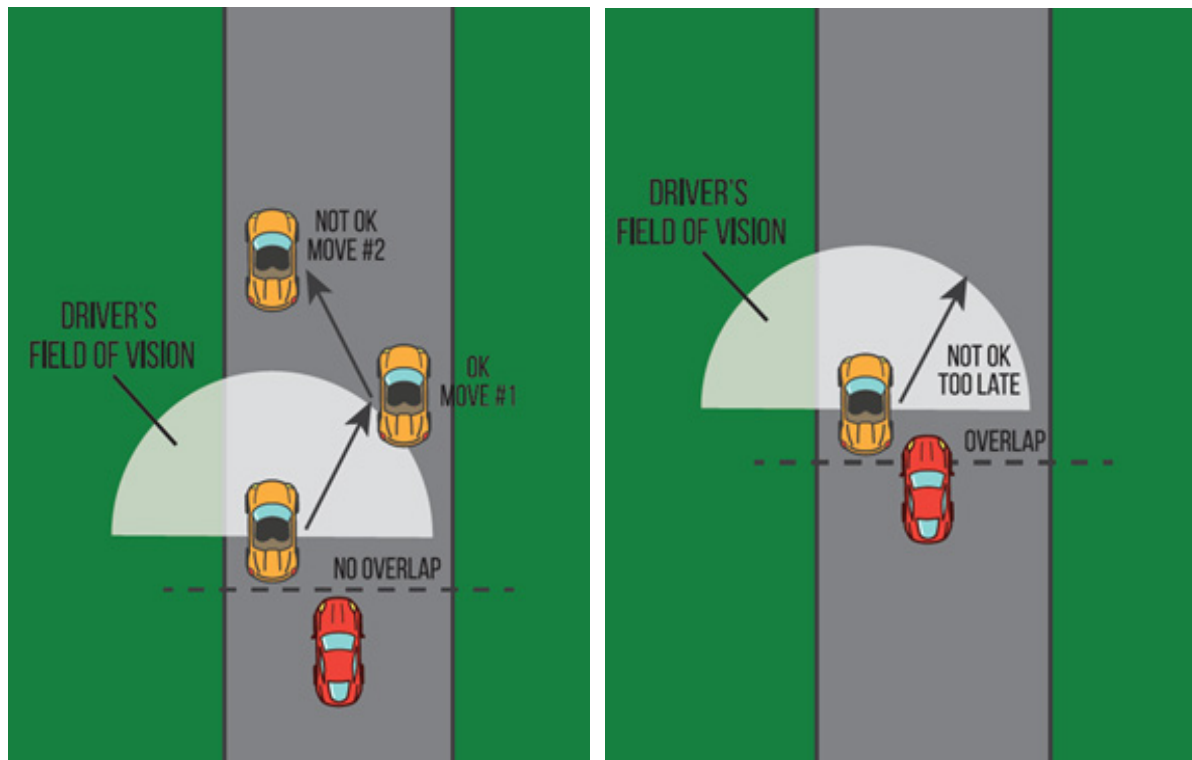 NOT OK
MOVE #2
DRIVER'S
FIELD OF VISION
OK
MOVE #1
NO OVERLAP
DRIVER'S
FIELD OF VISION
NOT OK
TOO LATE
OVERLAP